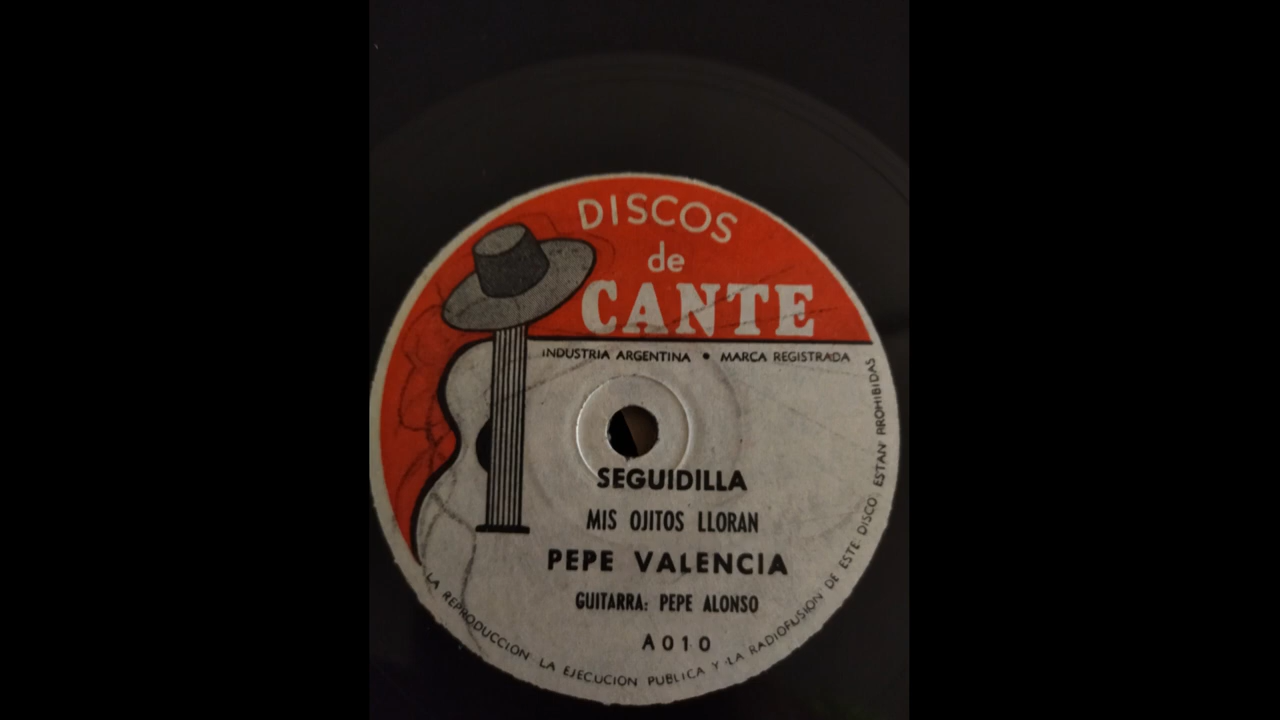 DISCOS
de
CANTE
INDUSTRIA ARGENTINA • MARCA REGISTRADA
SEGUIDILLA
MIS OJITOS LLORAN
PEPE VALENCIA
GUITARRA: PEPE ALONSO
A010
LA REPRODUCCION LA EJECUCION PUBLICA Y LA RADIOFUSION DE ESTE DISCO ESTAN PROHIBIDAS